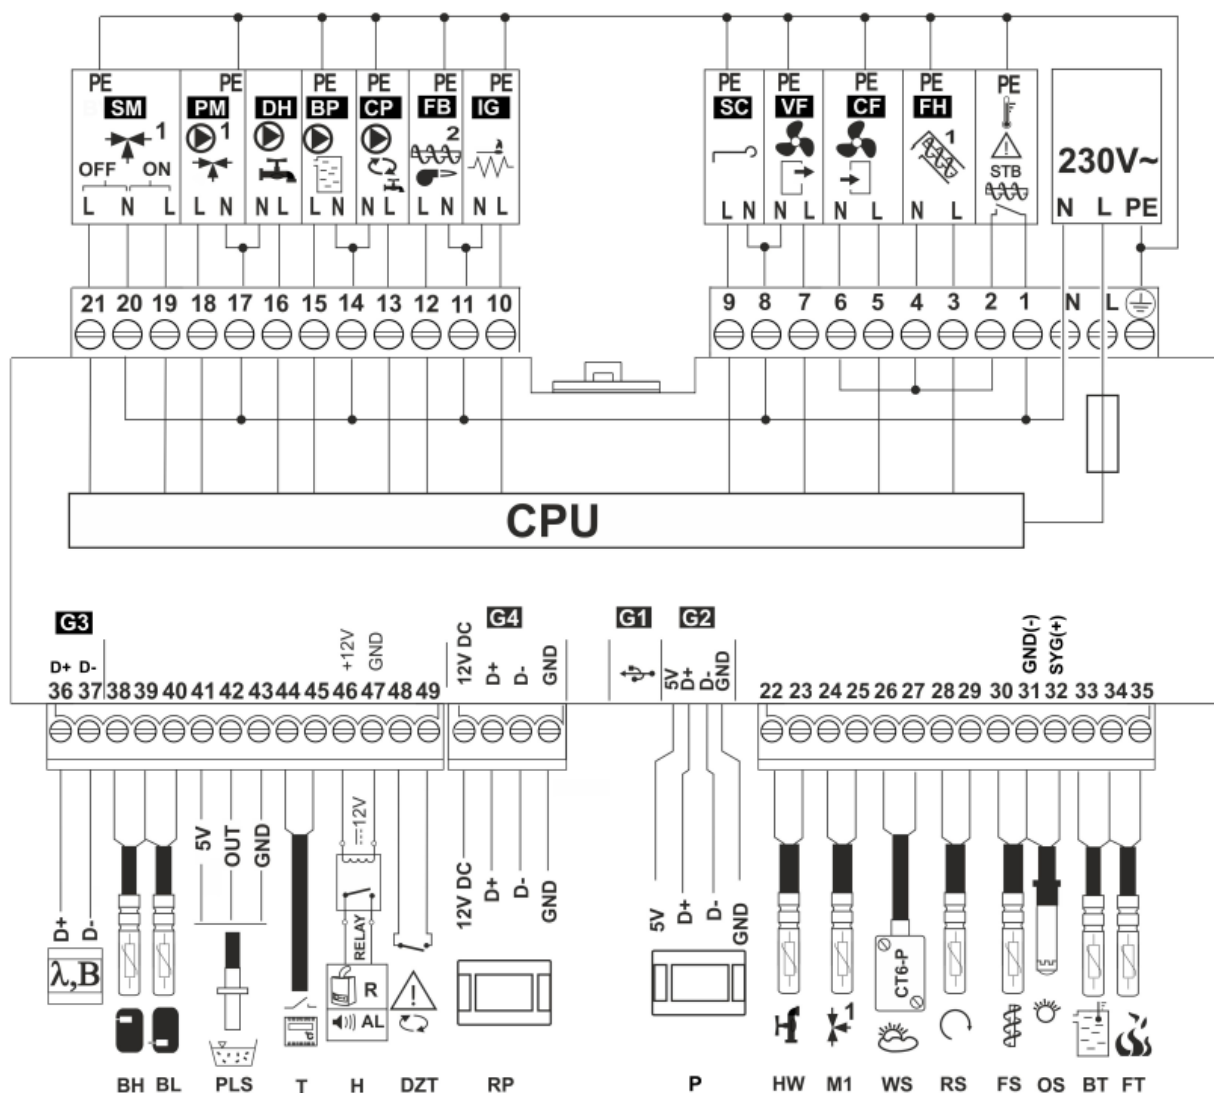 PE PE PE PE PE PE PE PE PE PE PE
SM PM DH BP CP FB IG SC VF CF FH
1 1 2 1
OFF ON
STB
230V~
L N L L N N L L N N L L N N L L N N L N L N L N L PE
21 20 19 18 17 16 15 14 13 12 11 10 9 8 7 6 5 4 3 2 1 N L
CPU
G3 G4 G1 G2
D+ D- +12V GND 12V DC D+ D- GND 5V D+ D- GND GND(-) SYG(+)
36 37 38 39 40 41 42 43 44 45 46 47 48 49 22 23 24 25 26 27 28 29 30 31 32 33 34 35
D+ D- 5V OUT GND 12V 12V DC D+ D- GND 5V D+ D- GND
RELAY
λ,B R CT6-P
AL 1
BH BL PLS T H DZT RP P HW M1 WS RS FS OS BT FT